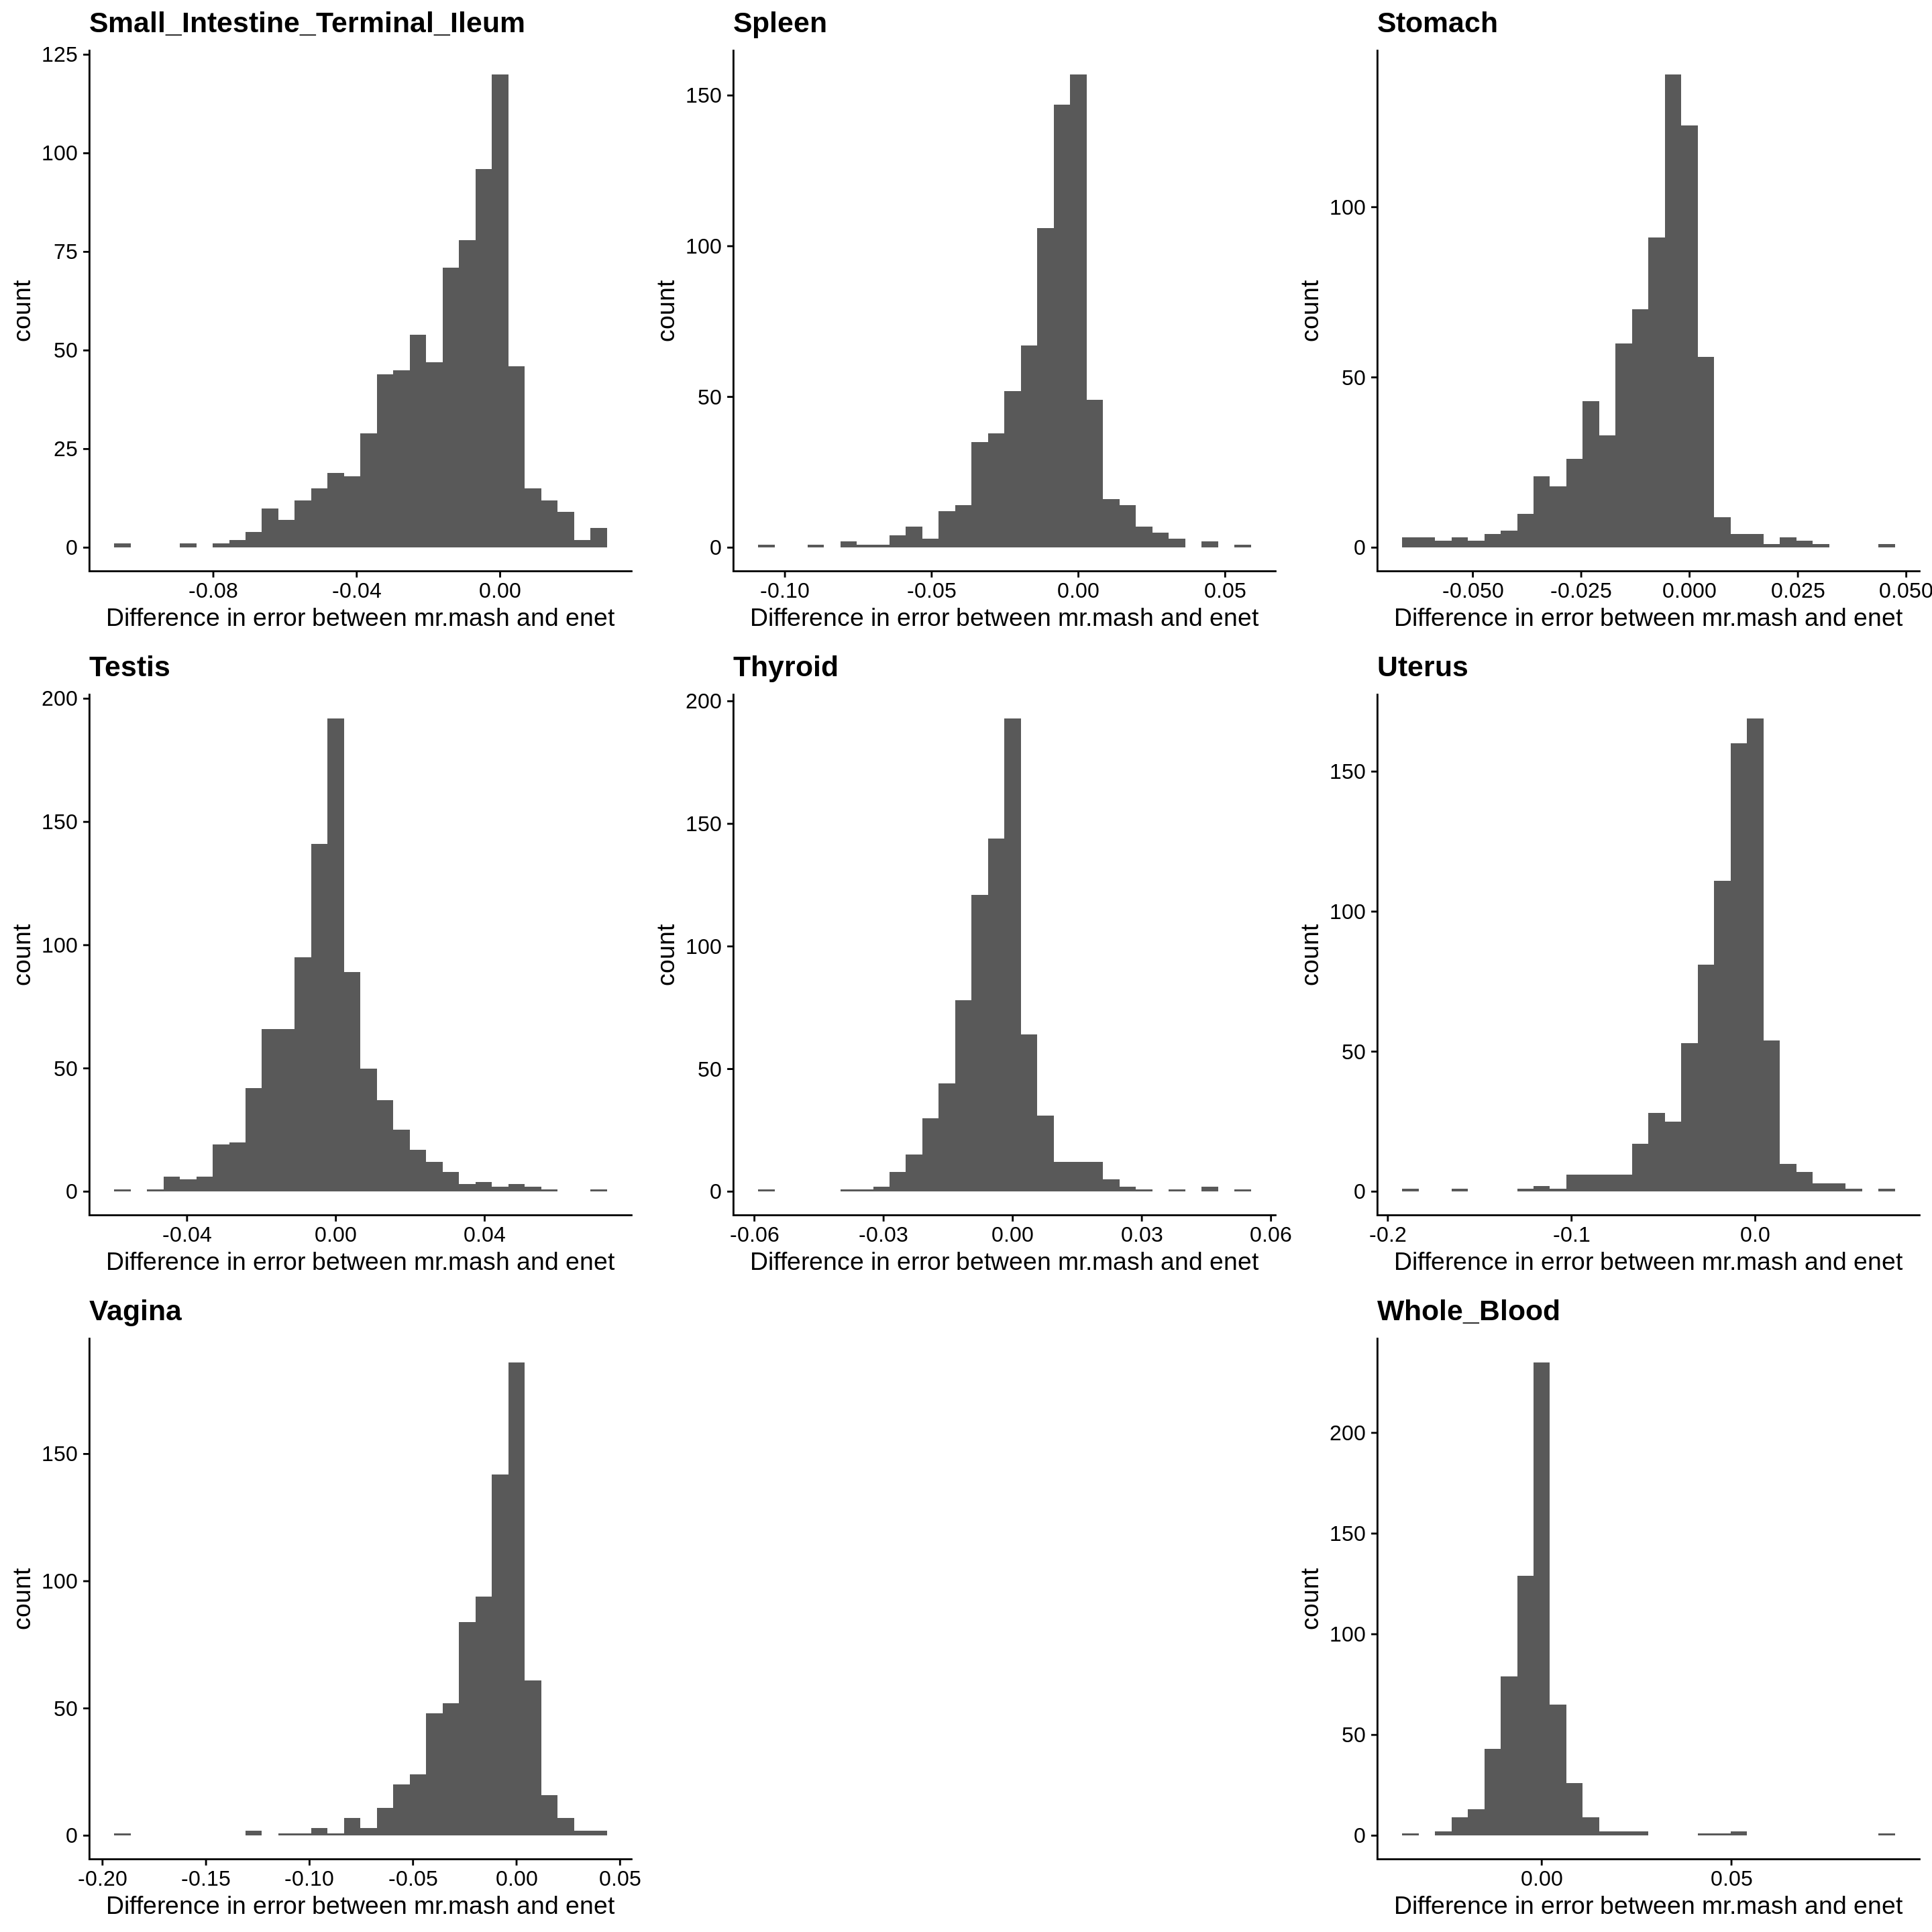 Small_Intestine_Terminal_Ileum
125
100
75
50
25
0
count
-0.08 -0.04 0.00
Difference in error between mr.mash and enet
Spleen
150
100
50
0
count
-0.10 -0.05 0.00 0.05
Difference in error between mr.mash and enet
Stomach
100
50
0
count
-0.050 -0.025 0.000 0.025 0.050
Difference in error between mr.mash and enet
Testis
200
150
100
50
0
count
-0.04 0.00 0.04
Difference in error between mr.mash and enet
Thyroid
200
150
100
50
0
count
-0.06 -0.03 0.00 0.03 0.06
Difference in error between mr.mash and enet
Uterus
150
100
50
0
count
-0.2 -0.1 0.0
Difference in error between mr.mash and enet
Vagina
150
100
50
0
count
-0.20 -0.15 -0.10 -0.05 0.00 0.05
Difference in error between mr.mash and enet
Whole_Blood
200
150
100
50
0
count
0.00 0.05
Difference in error between mr.mash and enet